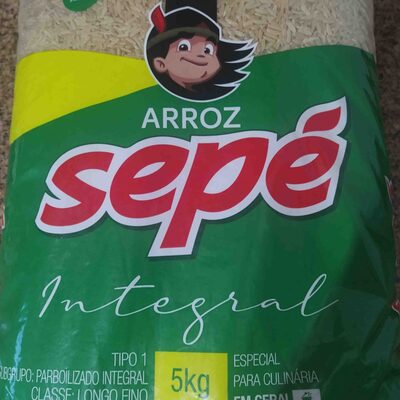 ARROZ
sepé
Integral
TIPO 1
SUBGRUPO: PARBOILIZADO INTEGRAL
CLASSE: LONGO FINO
5kg
ESPECIAL
PARA CULINÁRIA
EM GERAL